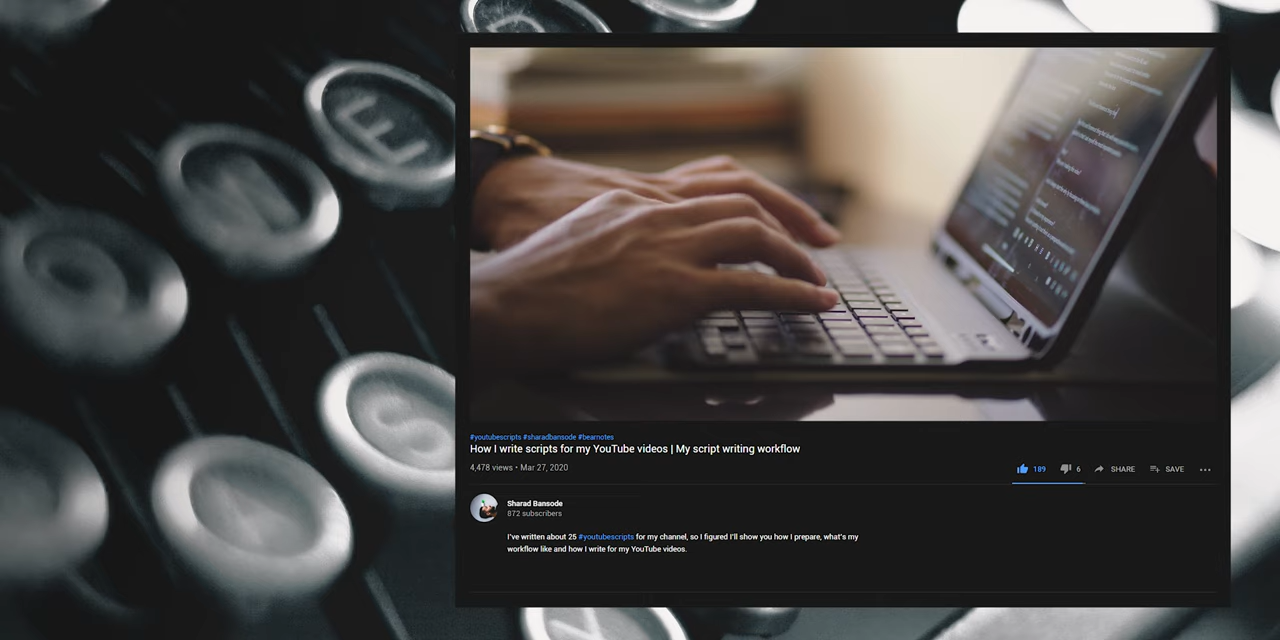 E
S
#youtubescripts #sharadbansode #bearnotes
How I write scripts for my YouTube videos | My script writing workflow
4,478 views • Mar 27, 2020
189 6 SHARE SAVE
Sharad Bansode
872 subscribers
I've written about 25 #youtubescripts for my channel, so I figured I'll show you how I prepare, what's my
workflow like and how I write for my YouTube videos.